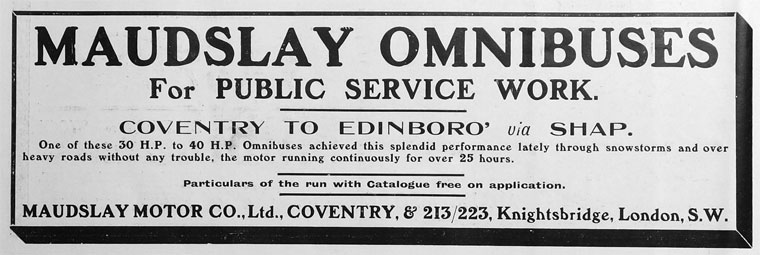 MAUDSLAY OMNIBUSES
For PUBLIC SERVICE WORK.
COVENTRY TO EDINBORO' via SHAP.
One of these 30 H.P. to 40 H.P. Omnibuses achieved this splendid performance lately through snowstorms and over
heavy roads without any trouble, the motor running continuously for over 25 hours.
Particulars of the run with Catalogue free on application.
MAUDSLAY MOTOR CO., Ltd., COVENTRY, & 213/223, Knightsbridge, London, S.W.